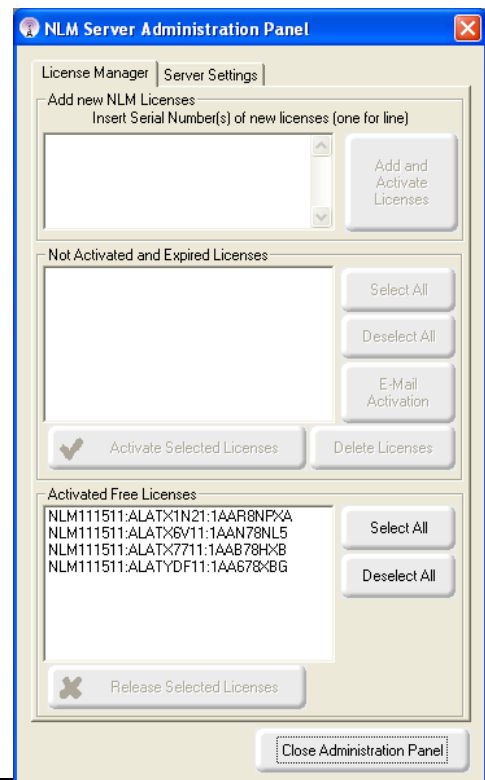 NLM Server Administration Panel
License Manager
Server Settings
Add new NLM Licenses
Insert Serial Number(s) of new licenses (one for line)
Add and
Activate
Licenses
Not Activated and Expired Licenses
Select All
Deselect All
E-Mail
Activation
Activate Selected Licenses
Delete Licenses
Activated Free Licenses
NLM111511:ALATX1N21:1AAR8NPXA
NLM111511:ALATX6V11:1AAN78NL5
NLM111511:ALATX7711:1AAB78HXB
NLM111511:ALATYDF11:1AA678XBG
Select All
Deselect All
Release Selected Licenses
Close Administration Panel